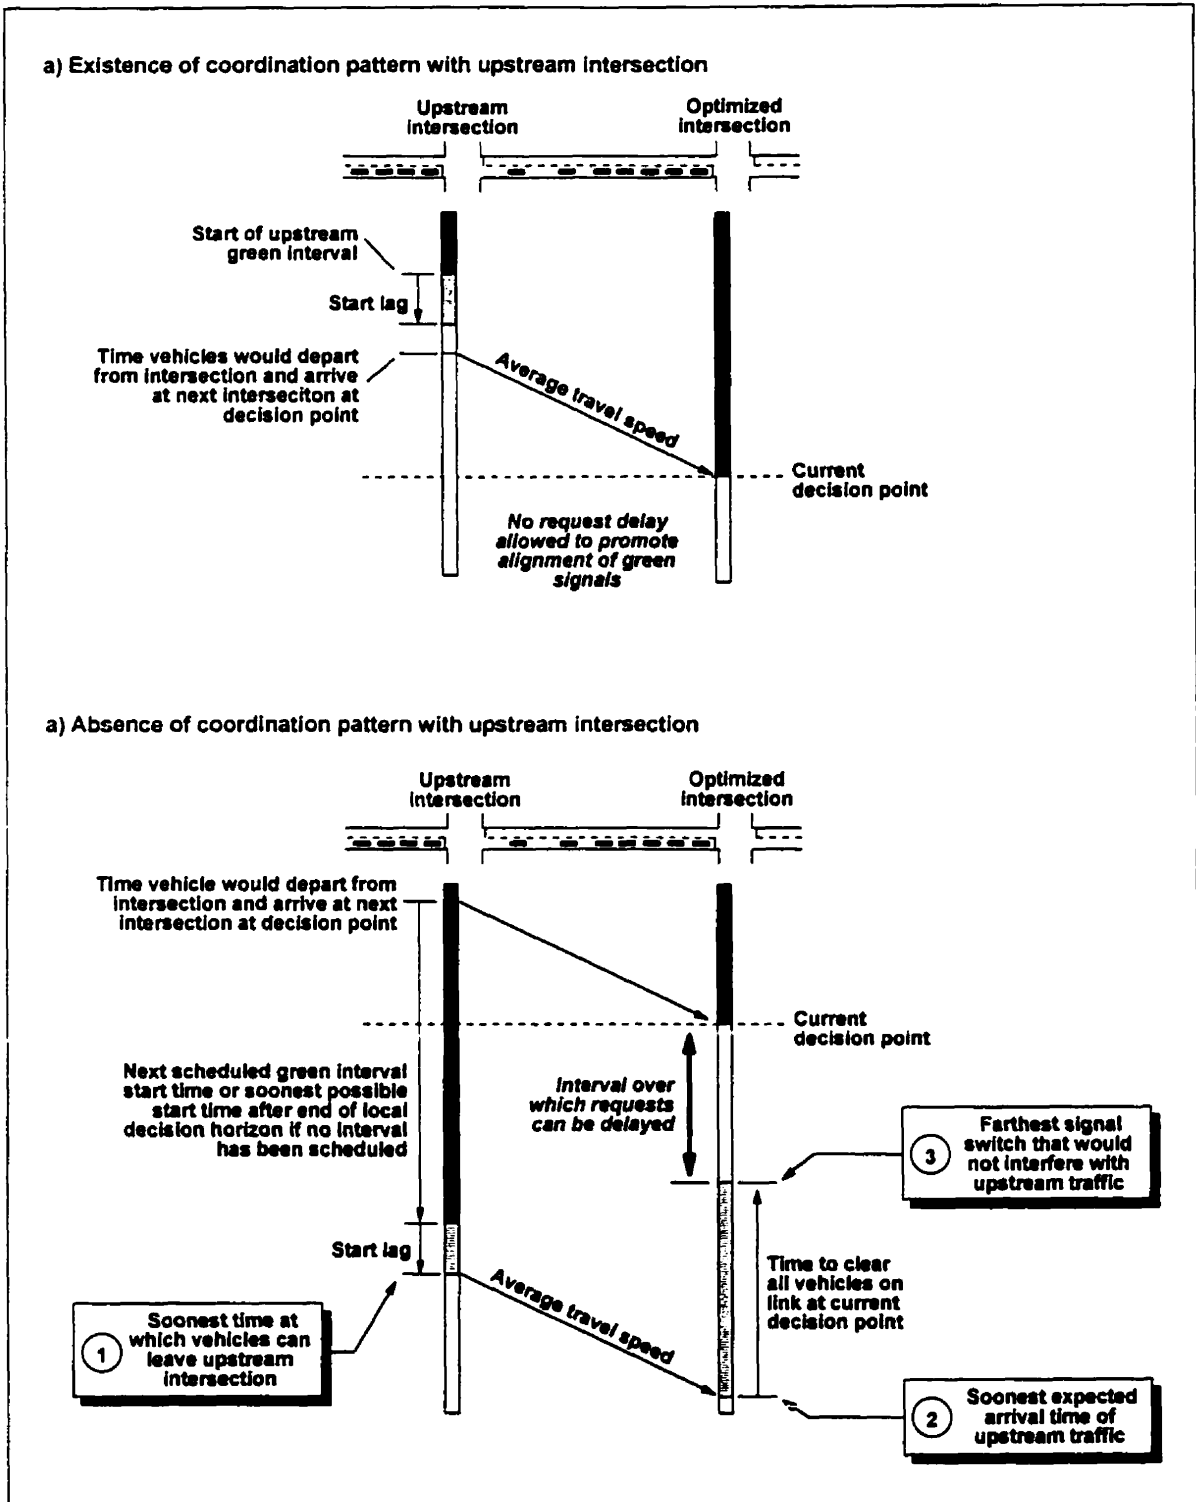 a) Existence of coordination pattern with upstream intersection
Upstream
intersection
Optimized
intersection
Start of upstream
green interval
Start lag
Time vehicles would depart
from intersection and arrive
at next interseciton at
decision point
Average travel speed
Current
decision point
No request delay
allowed to promote
alignment of green
signals
a) Absence of coordination pattern with upstream intersection
Upstream
intersection
Optimized
intersection
Time vehicle would depart from
intersection and arrive at next
intersection at decision point
Current
decision point
Next scheduled green interval
start time or soonest possible
start time after end of local
decision horizon if no interval
has been scheduled
Interval over
which requests
can be delayed
3
Farthest signal
switch that would
not interfere with
upstream traffic
Start lag
Average travel speed
Time to clear
all vehicles on
link at current
decision point
1
Soonest time at
which vehicles can
leave upstream
intersection
2
Soonest expected
arrival time of
upstream traffic